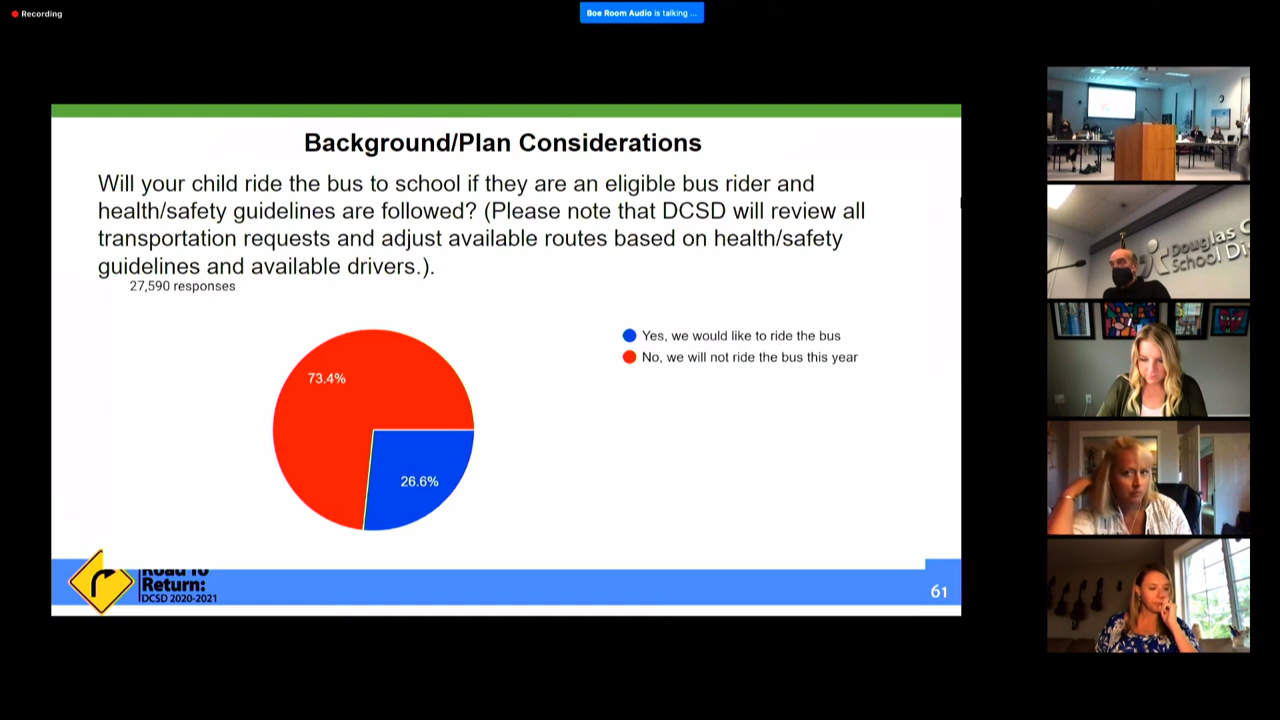 Recording
Boe Room Audio is talking ...
Background/Plan Considerations
Will your child ride the bus to school if they are an eligible bus rider and
health/safety guidelines are followed? (Please note that DCSD will review all
transportation requests and adjust available routes based on health/safety
guidelines and available drivers.).
27,590 responses
Yes, we would like to ride the bus
No, we will not ride the bus this year
73.4%
26.6%
Road to
Return:
DCSD 2020-2021
61
Douglas
School